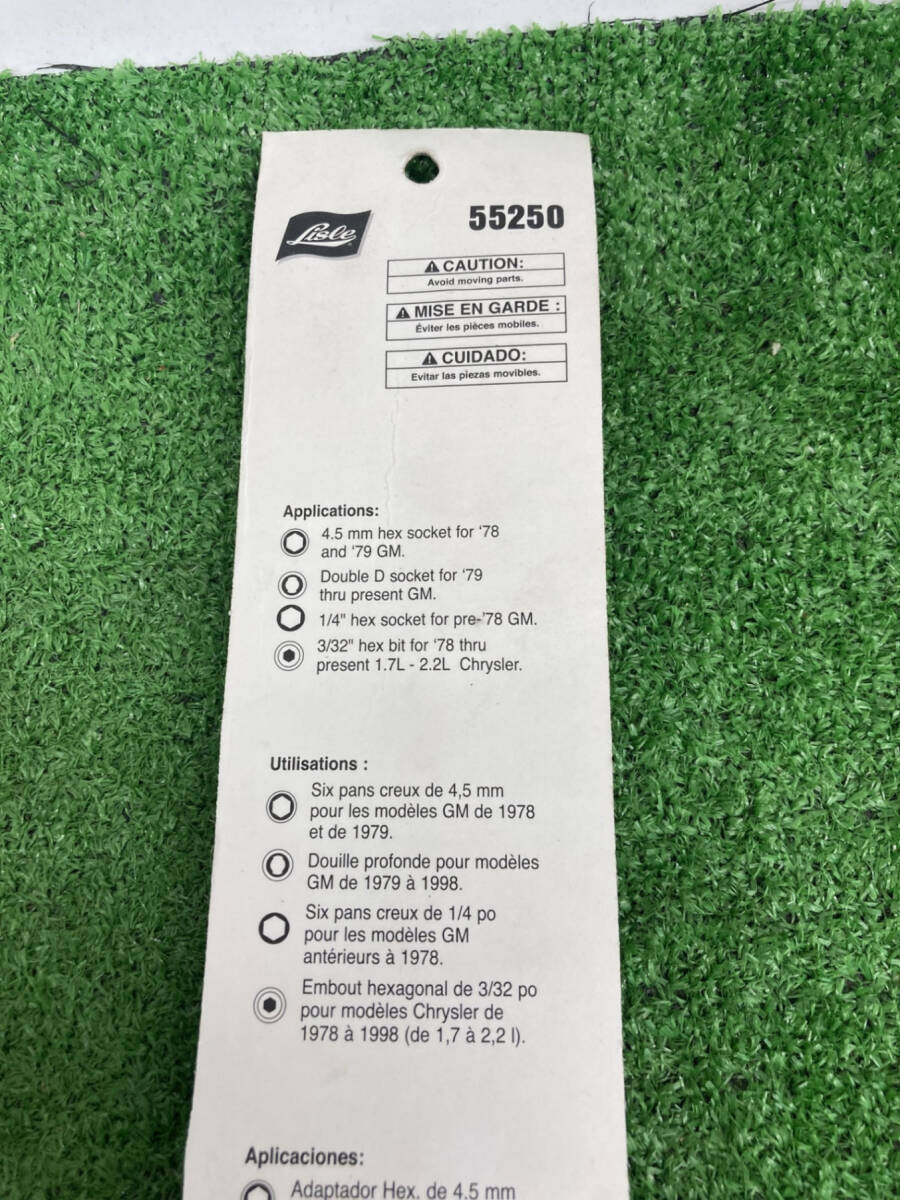 Lisle
55250
⚠ CAUTION:
Avoid moving parts.
⚠ MISE EN GARDE :
Éviter les pièces mobiles.
⚠ CUIDADO:
Evitar las piezas movibles.
Applications:
4.5 mm hex socket for ‘78
and ‘79 GM.
Double D socket for ‘79
thru present GM.
1/4" hex socket for pre-‘78 GM.
3/32" hex bit for ‘78 thru
present 1.7L - 2.2L Chrysler.
Utilisations :
Six pans creux de 4,5 mm
pour les modèles GM de 1978
et de 1979.
Douille profonde pour modèles
GM de 1979 à 1998.
Six pans creux de 1/4 po
pour les modèles GM
antérieurs à 1978.
Embout hexagonal de 3/32 po
pour modèles Chrysler de
1978 à 1998 (de 1,7 à 2,2 l).
Aplicaciones:
Adaptador Hex. de 4.5 mm